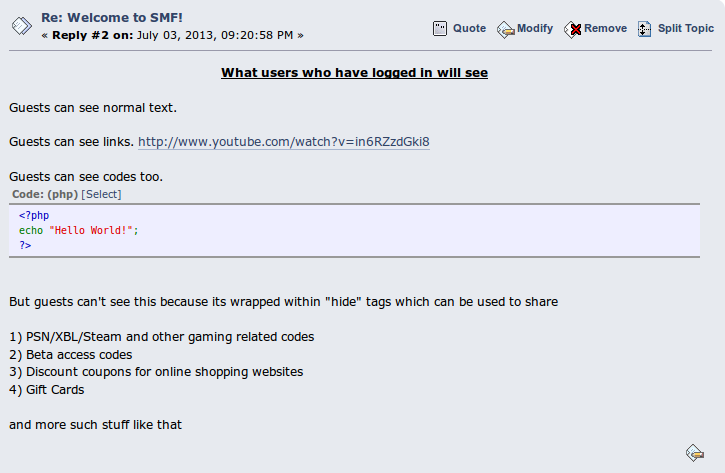 Re: Welcome to SMF!
« Reply #2 on: July 03, 2013, 09:20:58 PM »
Quote Modify Remove Split Topic
What users who have logged in will see
Guests can see normal text.
Guests can see links. http://www.youtube.com/watch?v=in6RZzdGki8
Guests can see codes too.
Code: (php) [Select]
<?php
echo "Hello World!";
?>
But guests can't see this because its wrapped within "hide" tags which can be used to share
1) PSN/XBL/Steam and other gaming related codes
2) Beta access codes
3) Discount coupons for online shopping websites
4) Gift Cards
and more such stuff like that